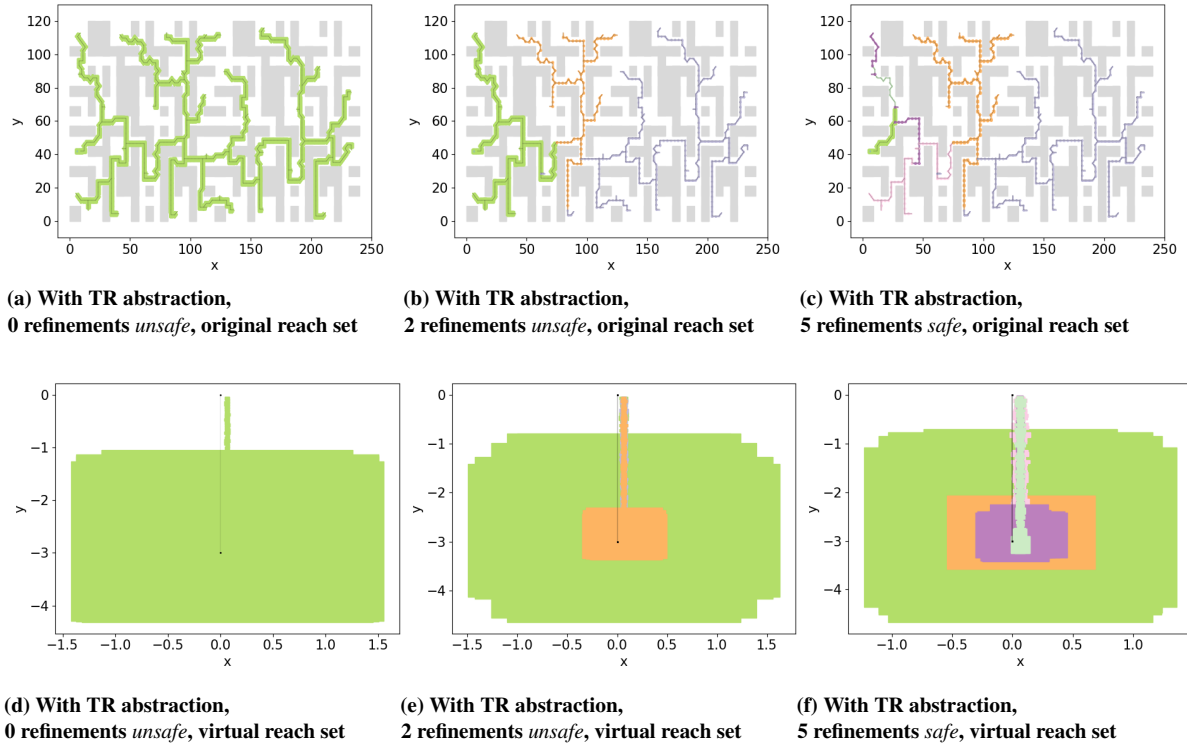 120
100
80
60
40
20
0
y
0 50 100 150 200 250
x
120
100
80
60
40
20
0
y
0 50 100 150 200 250
x
120
100
80
60
40
20
0
y
0 50 100 150 200 250
x
(a) With TR abstraction,
0 refinements unsafe, original reach set
(b) With TR abstraction,
2 refinements unsafe, original reach set
(c) With TR abstraction,
5 refinements safe, original reach set
0
−1
−2
−3
−4
y
−1.5 −1.0 −0.5 0.0 0.5 1.0 1.5
x
0
−1
−2
−3
−4
y
−1.5 −1.0 −0.5 0.0 0.5 1.0 1.5
x
0
−1
−2
−3
−4
y
−1.0 −0.5 0.0 0.5 1.0
x
(d) With TR abstraction,
0 refinements unsafe, virtual reach set
(e) With TR abstraction,
2 refinements unsafe, virtual reach set
(f) With TR abstraction,
5 refinements safe, virtual reach set